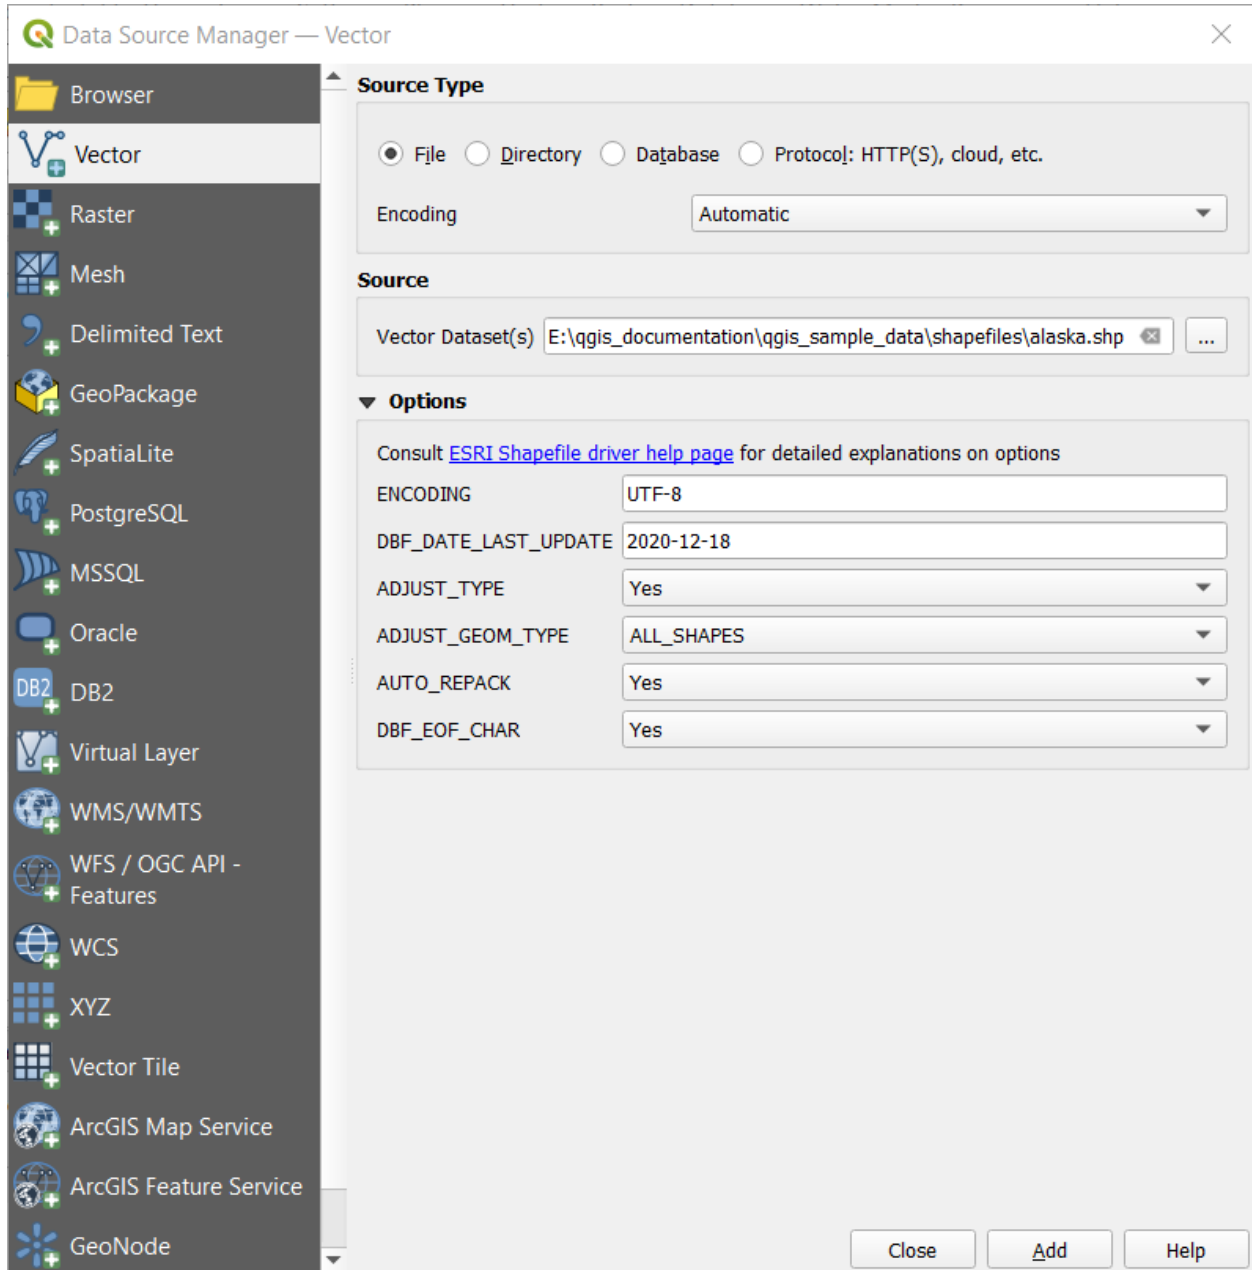 Data Source Manager — Vector
Browser
Vector
Raster
Mesh
Delimited Text
GeoPackage
SpatiaLite
PostgreSQL
MSSQL
Oracle
DB2
DB2
Virtual Layer
WMS/WMTS
WFS / OGC API -
Features
WCS
XYZ
Vector Tile
ArcGIS Map Service
ArcGIS Feature Service
GeoNode
Source Type
File Directory Database Protocol: HTTP(S), cloud, etc.
Encoding Automatic
Source
Vector Dataset(s) E:\qgis_documentation\qgis_sample_data\shapefiles\alaska.shp ...
Options
Consult ESRI Shapefile driver help page for detailed explanations on options
ENCODING UTF-8
DBF_DATE_LAST_UPDATE 2020-12-18
ADJUST_TYPE Yes
ADJUST_GEOM_TYPE ALL_SHAPES
AUTO_REPACK Yes
DBF_EOF_CHAR Yes
Close Add Help